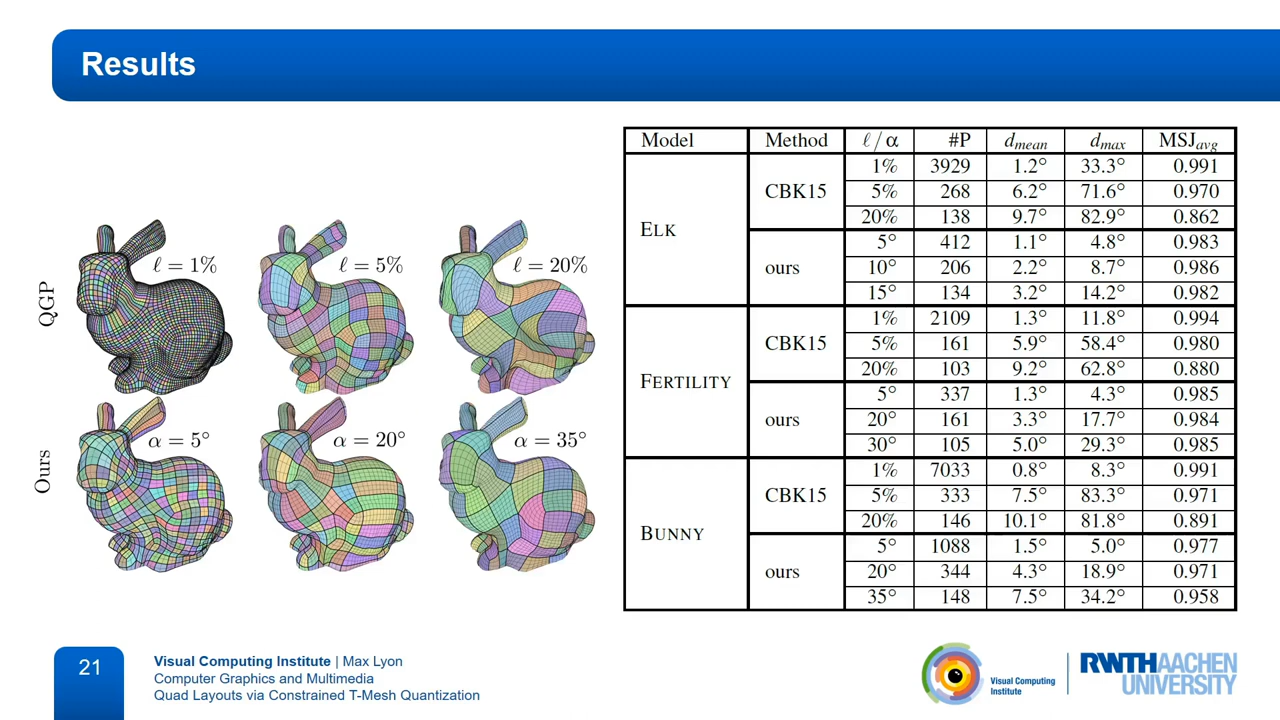 Results
QGP
ℓ = 1%
ℓ = 5%
ℓ = 20%
Ours
α = 5°
α = 20°
α = 35°
Model Method ℓ / α #P d_mean d_max MSJ_avg
ELK
CBK15
1% 3929 1.2° 33.3° 0.991
5% 268 6.2° 71.6° 0.970
20% 138 9.7° 82.9° 0.862
ours
5° 412 1.1° 4.8° 0.983
10° 206 2.2° 8.7° 0.986
15° 134 3.2° 14.2° 0.982
FERTILITY
CBK15
1% 2109 1.3° 11.8° 0.994
5% 161 5.9° 58.4° 0.980
20% 103 9.2° 62.8° 0.880
ours
5° 337 1.3° 4.3° 0.985
20° 161 3.3° 17.7° 0.984
30° 105 5.0° 29.3° 0.985
BUNNY
CBK15
1% 7033 0.8° 8.3° 0.991
5% 333 7.5° 83.3° 0.971
20% 146 10.1° 81.8° 0.891
ours
5° 1088 1.5° 5.0° 0.977
20° 344 4.3° 18.9° 0.971
35° 148 7.5° 34.2° 0.958
21
Visual Computing Institute | Max Lyon
Computer Graphics and Multimedia
Quad Layouts via Constrained T-Mesh Quantization
Visual Computing
Institute
RWTHAACHEN
UNIVERSITY